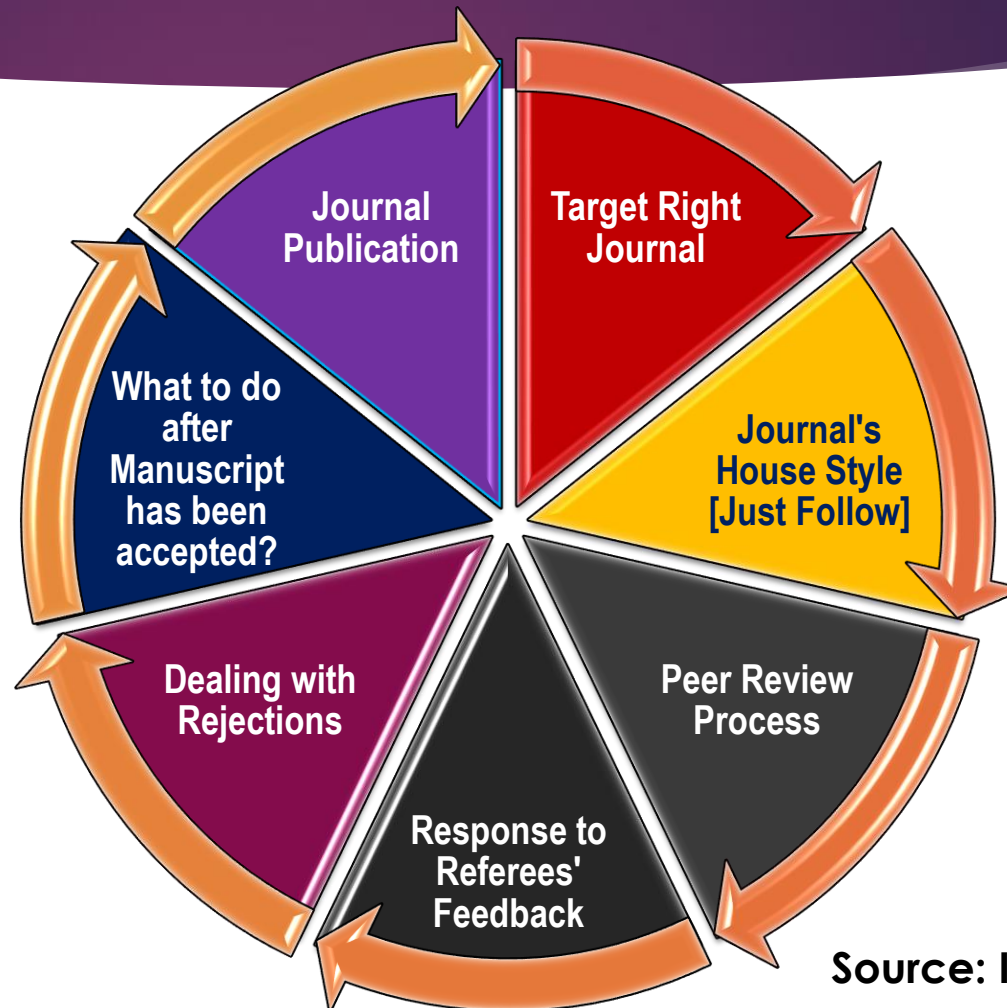 Target Right
Journal
Journal's
House Style
[Just Follow]
Peer Review
Process
Response to
Referees'
Feedback
Dealing with
Rejections
What to do
after
Manuscript
has been
accepted?
Journal
Publication
Source: